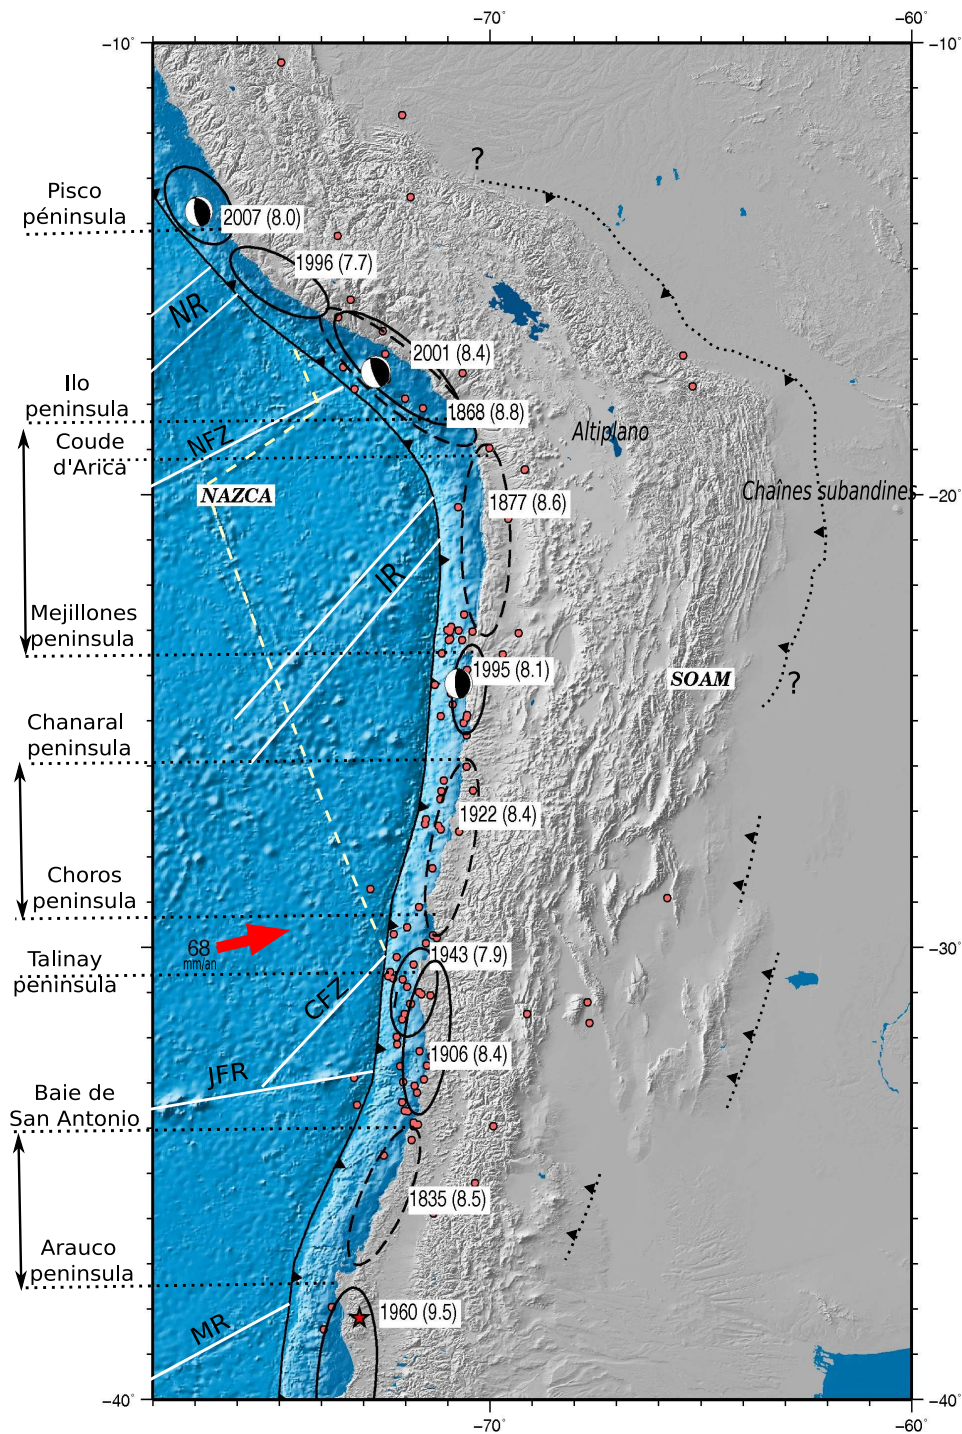 -70°
-60°
-10°
-10°
?
Pisco
péninsula
2007 (8.0)
1996 (7.7)
NR
2001 (8.4)
Ilo
peninsula
1868 (8.8)
NFZ
Altiplano
Coude
d'Arica
NAZCA
Chaînes subandines
-20°
1877 (8.6)
IR
Mejillones
peninsula
1995 (8.1)
SOAM
?
Chanaral
peninsula
1922 (8.4)
Choros
peninsula
68
mm/an
-30°
1943 (7.9)
Talinay
peninsula
CFZ
1906 (8.4)
JFR
Baie de
San Antonio
1835 (8.5)
Arauco
peninsula
1960 (9.5)
MR
-40°
-40°
-70°
-60°